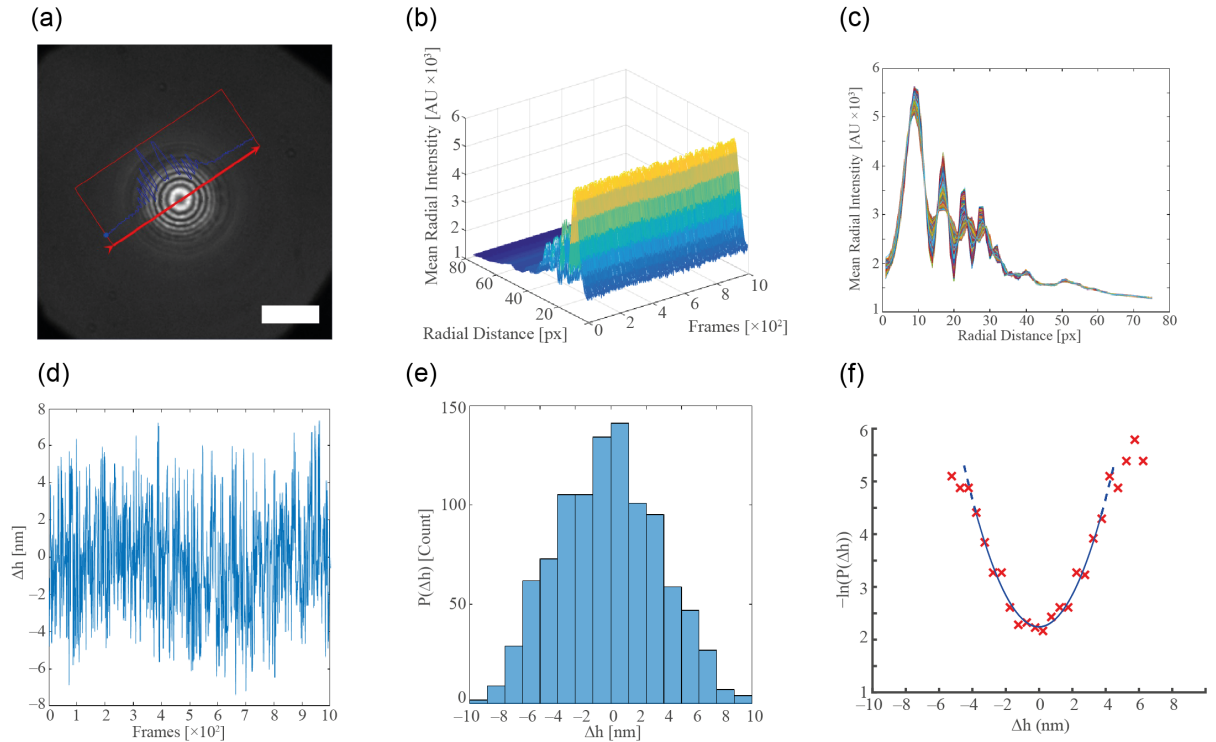 (a)
(b)
(c)
Mean Radial Intenstity [AU ×10³]
6
5
4
3
2
1
80
60
40
20
0
2
4
6
8
10
Radial Distance [px]
Frames [×10²]
Mean Radial Intenstity [AU ×10³]
6
5
4
3
2
1
0
10
20
30
40
50
60
70
80
Radial Distance [px]
(d)
(e)
(f)
Δh [nm]
8
6
4
2
0
−2
−4
−6
−8
0 1 2 3 4 5 6 7 8 9 10
Frames [×10²]
P(Δh) [Count]
150
100
50
0
−10 −8 −6 −4 −2 0 2 4 6 8 10
Δh [nm]
−ln(P(Δh))
6
5
4
3
2
1
−10 −8 −6 −4 −2 0 2 4 6 8 10
Δh (nm)